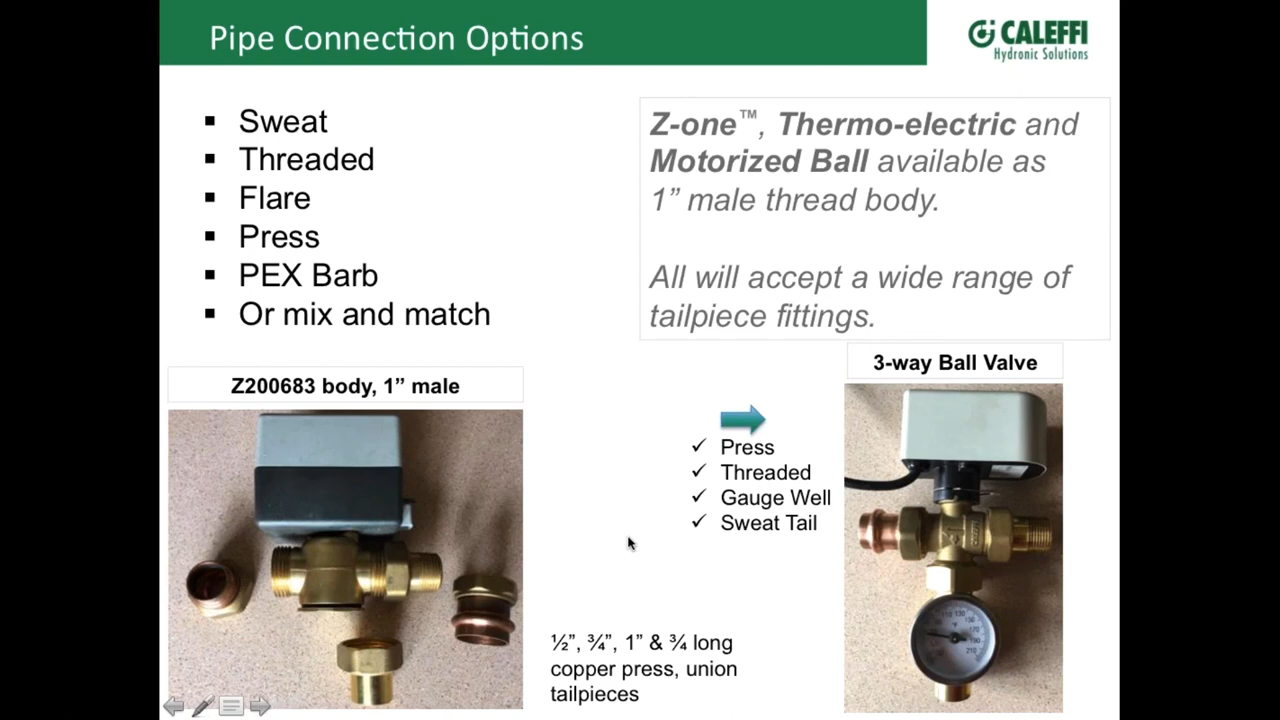 Pipe Connection Options
CALEFFI
Hydronic Solutions
▪ Sweat
▪ Threaded
▪ Flare
▪ Press
▪ PEX Barb
▪ Or mix and match
Z-one™, Thermo-electric and
Motorized Ball available as
1” male thread body.
All will accept a wide range of
tailpiece fittings.
Z200683 body, 1” male
3-way Ball Valve
✓ Press
✓ Threaded
✓ Gauge Well
✓ Sweat Tail
½”, ¾”, 1” & ¾ long
copper press, union
tailpieces